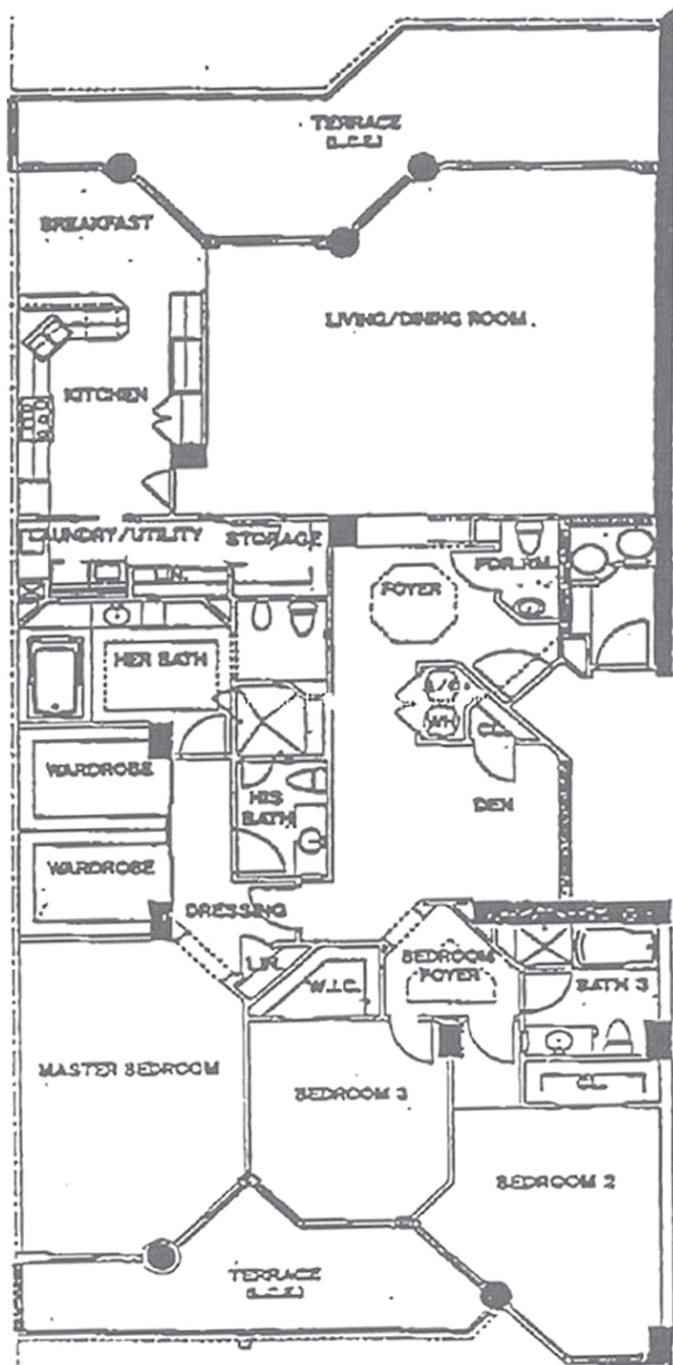 TERRACE
(L.C.E.)
BREAKFAST
LIVING/DINING ROOM
KITCHEN
LAUNDRY/UTILITY
STORAGE
PDR.RM.
FOYER
HER BATH
A/C
WH
CL.
WARDROBE
HIS
BATH
DEN
WARDROBE
DRESSING
LIN.
W.I.C.
BEDROOM
FOYER
BATH 3
CL.
MASTER BEDROOM
BEDROOM 3
BEDROOM 2
TERRACE
(L.C.E.)